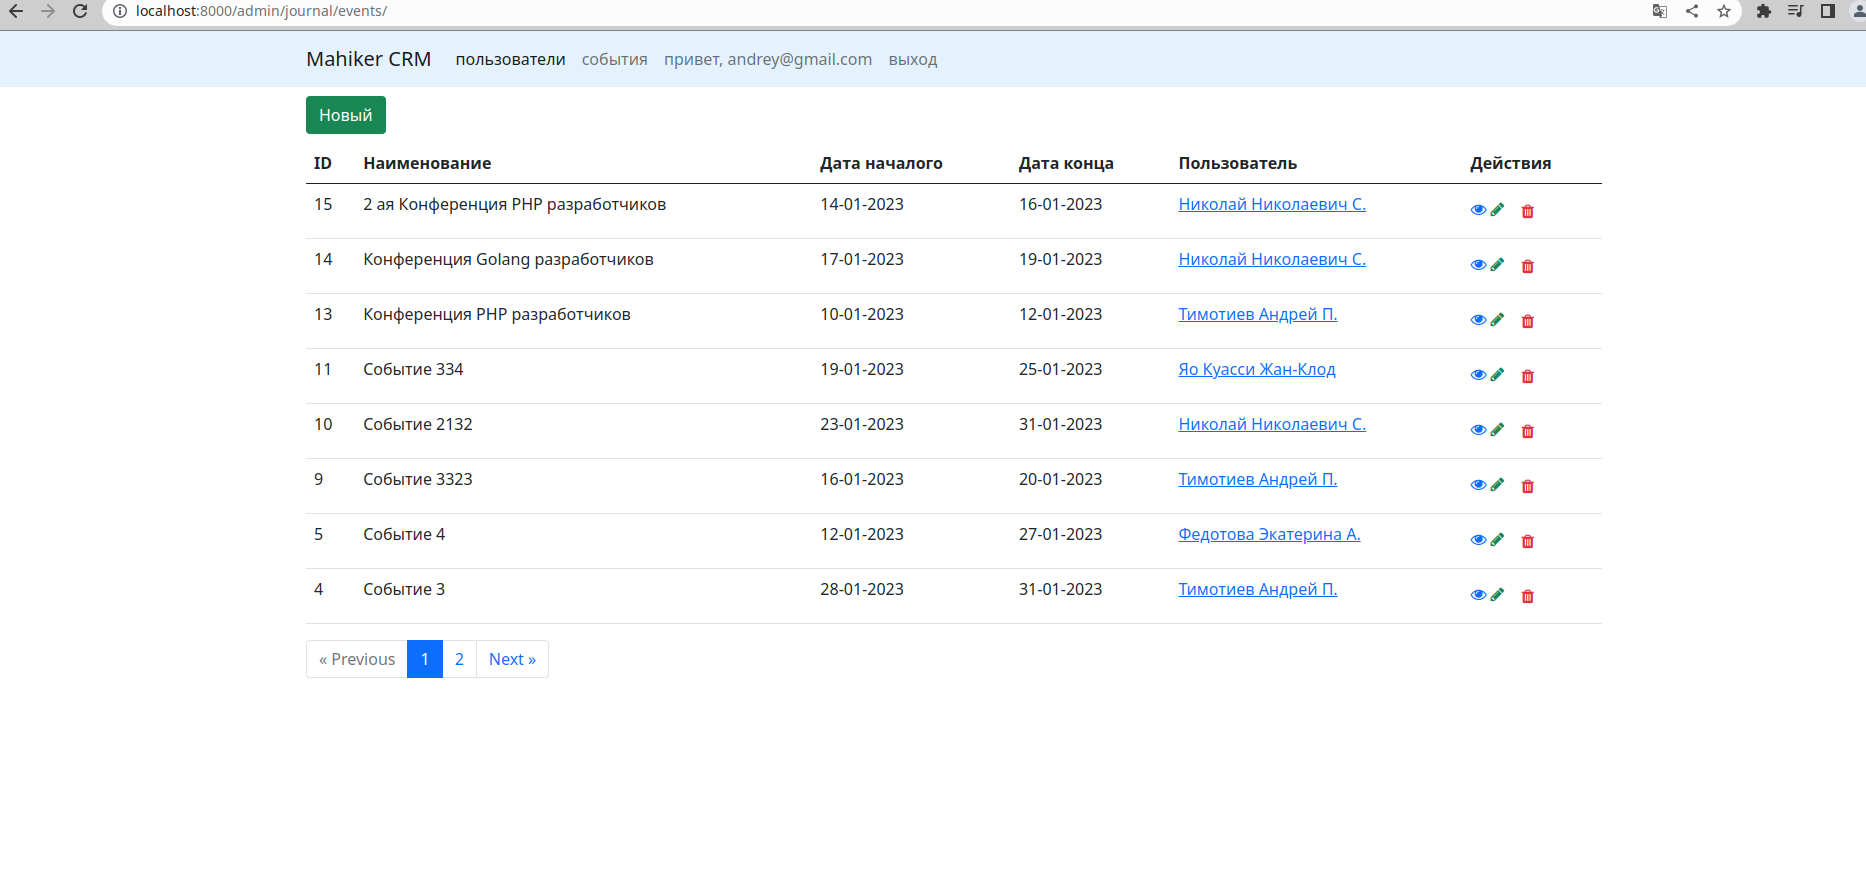 localhost:8000/admin/journal/events/
Mahiker CRM пользователи события привет, andrey@gmail.com выход
Новый
ID Наименование Дата началого Дата конца Пользователь Действия
15 2 ая Конференция PHP разработчиков 14-01-2023 16-01-2023 Николай Николаевич С.
14 Конференция Golang разработчиков 17-01-2023 19-01-2023 Николай Николаевич С.
13 Конференция PHP разработчиков 10-01-2023 12-01-2023 Тимотиев Андрей П.
11 Событие 334 19-01-2023 25-01-2023 Яо Куасси Жан-Клод
10 Событие 2132 23-01-2023 31-01-2023 Николай Николаевич С.
9 Событие 3323 16-01-2023 20-01-2023 Тимотиев Андрей П.
5 Событие 4 12-01-2023 27-01-2023 Федотова Экатерина А.
4 Событие 3 28-01-2023 31-01-2023 Тимотиев Андрей П.
« Previous 1 2 Next »